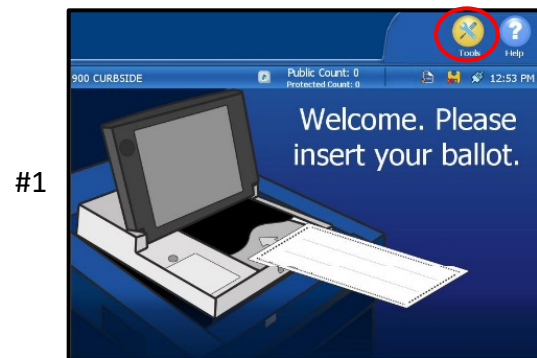 Tools
Help
900 CURBSIDE
Public Count: 0
Protected Count: 0
12:53 PM
Welcome. Please
insert your ballot.
#1